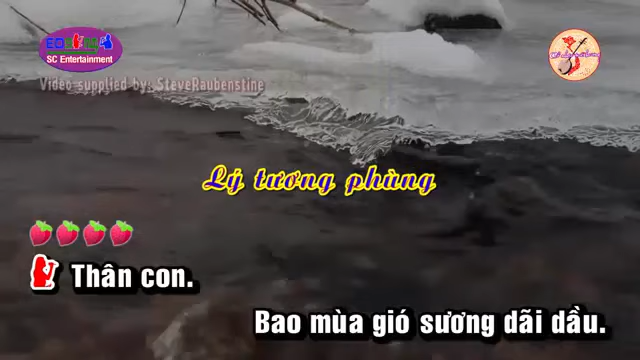 SC Entertainment
Video supplied by: SteveRaubenstine
Lý tương phùng
Thân con.
Bao mùa gió sương dãi dầu.